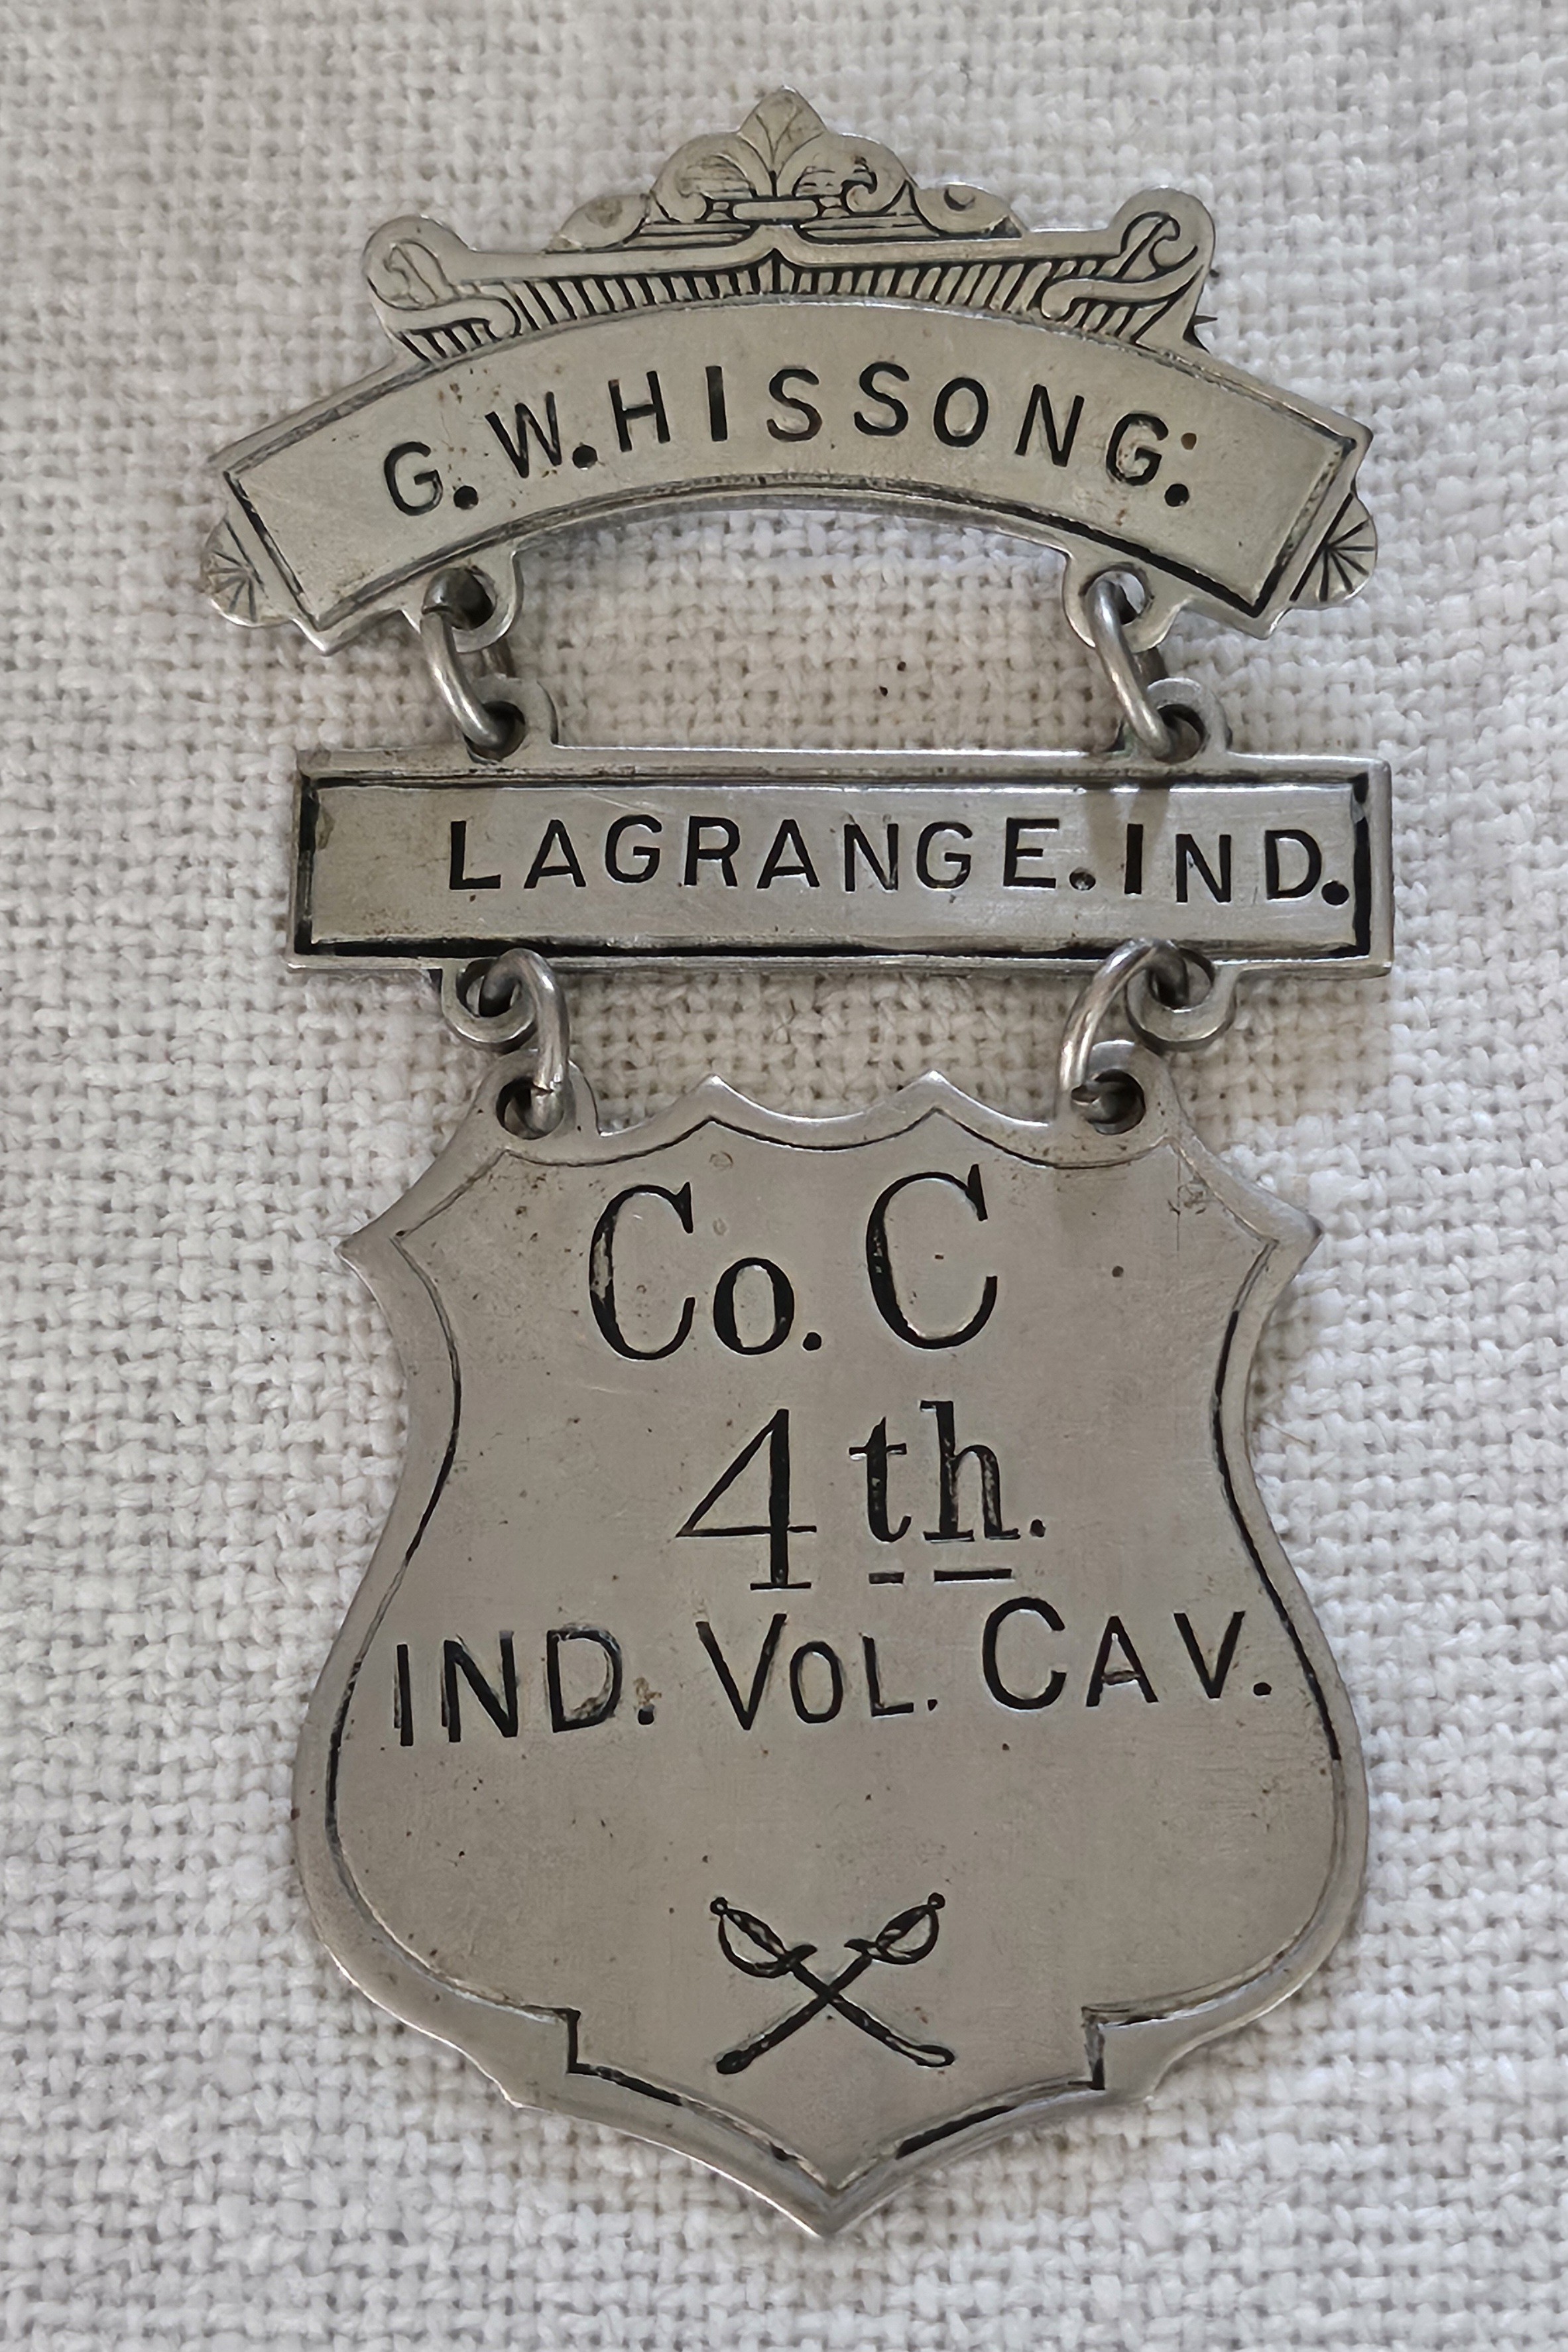 G. W. HISSONG.
LAGRANGE. IND.
Co. C
4th.
IND. VOL. CAV.